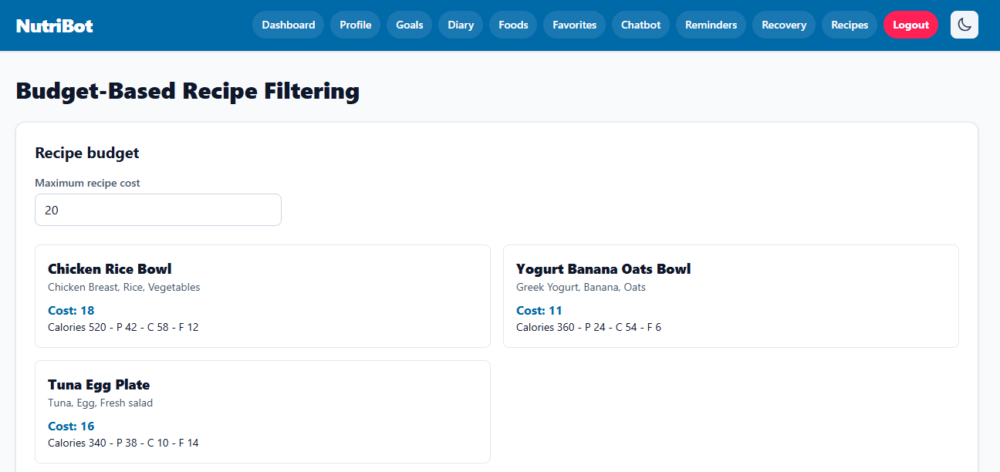 NutriBot
Dashboard
Profile
Goals
Diary
Foods
Favorites
Chatbot
Reminders
Recovery
Recipes
Logout
Budget-Based Recipe Filtering
Recipe budget
Maximum recipe cost
20
Chicken Rice Bowl
Chicken Breast, Rice, Vegetables
Cost: 18
Calories 520 - P 42 - C 58 - F 12
Yogurt Banana Oats Bowl
Greek Yogurt, Banana, Oats
Cost: 11
Calories 360 - P 24 - C 54 - F 6
Tuna Egg Plate
Tuna, Egg, Fresh salad
Cost: 16
Calories 340 - P 38 - C 10 - F 14